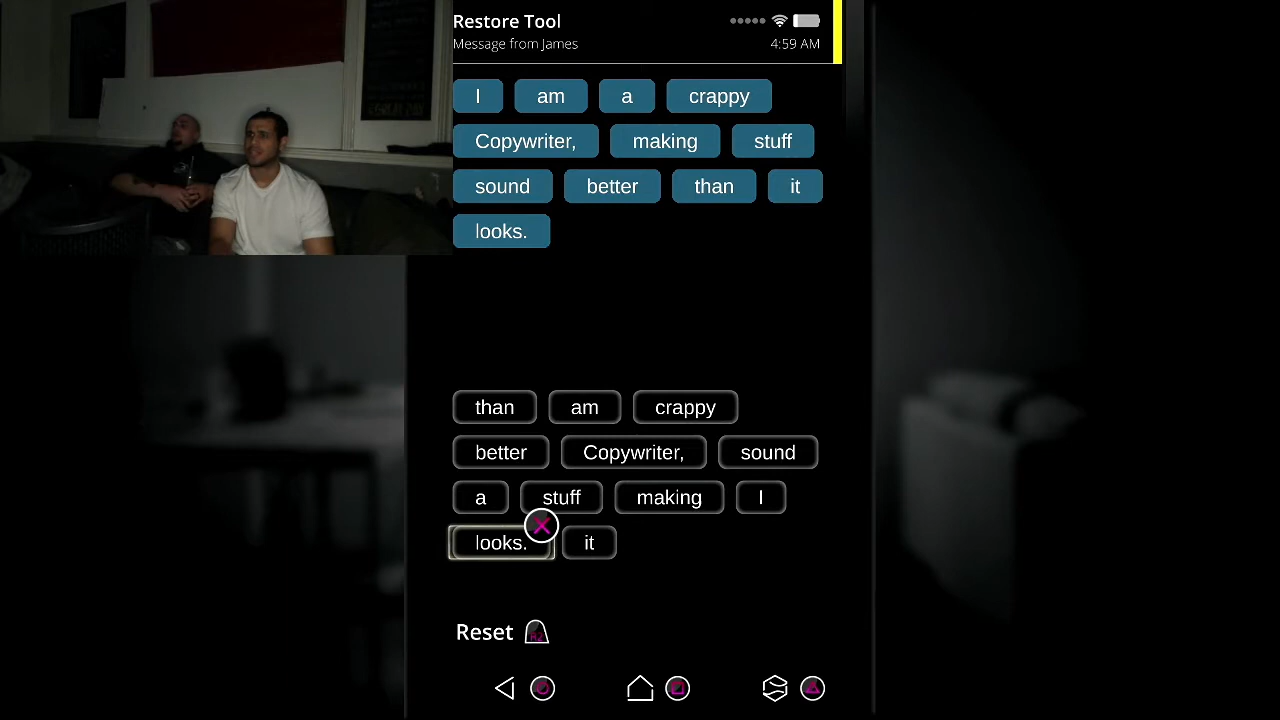 Restore Tool
Message from James 4:59 AM
I am a crappy
Copywriter, making stuff
sound better than it
looks.
than am crappy
better Copywriter, sound
a stuff making I
looks. it
Reset R2